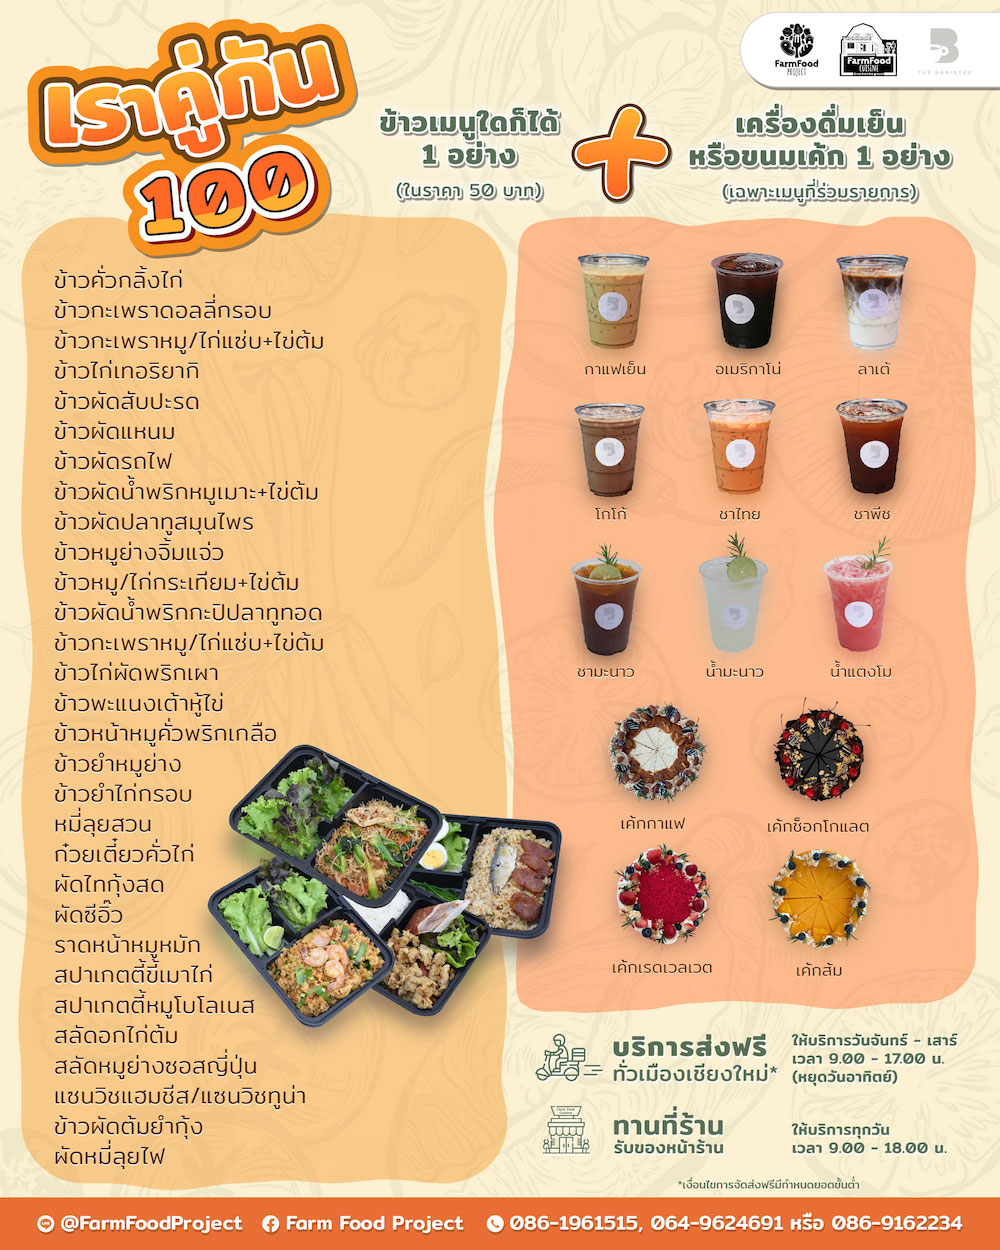 เราคู่กัน
100
ข้าวเมนูใดก็ได้
1 อย่าง
(ในราคา 50 บาท)
+
เครื่องดื่มเย็น
หรือขนมเค้ก 1 อย่าง
(เฉพาะเมนูที่ร่วมรายการ)
FarmFood
PROJECT
FarmFood
CUISINE
B
THE BARISTRO
ข้าวคั่วกลิ้งไก่
ข้าวกะเพราดอลลี่กรอบ
ข้าวกะเพราหมู/ไก่แซ่บ+ไข่ต้ม
ข้าวไก่เทอริยากิ
ข้าวผัดสับปะรด
ข้าวผัดแหนม
ข้าวผัดรถไฟ
ข้าวผัดน้ำพริกหมูเมาะ+ไข่ต้ม
ข้าวผัดปลาทูสมุนไพร
ข้าวหมูย่างจิ้มแจ่ว
ข้าวหมู/ไก่กระเทียม+ไข่ต้ม
ข้าวผัดน้ำพริกกะปิปลาทูทอด
ข้าวกะเพราหมู/ไก่แซ่บ+ไข่ต้ม
ข้าวไก่ผัดพริกเผา
ข้าวพะแนงเต้าหู้ไข่
ข้าวหน้าหมูคั่วพริกเกลือ
ข้าวยำหมูย่าง
ข้าวยำไก่กรอบ
หมี่ลุยสวน
ก๋วยเตี๋ยวคั่วไก่
ผัดไทกุ้งสด
ผัดซีอิ๊ว
ราดหน้าหมูหมัก
สปาเกตตี้ขี้เมาไก่
สปาเกตตี้หมูโบโลเนส
สลัดอกไก่ต้ม
สลัดหมูย่างซอสญี่ปุ่น
แซนวิชแฮมชีส/แซนวิชทูน่า
ข้าวผัดต้มยำกุ้ง
ผัดหมี่ลุยไฟ
กาแฟเย็น
อเมริกาโน่
ลาเต้
โกโก้
ชาไทย
ชาพีช
ชามะนาว
น้ำมะนาว
น้ำแตงโม
เค้กกาแฟ
เค้กช็อกโกแลต
เค้กเรดเวลเวต
เค้กส้ม
บริการส่งฟรี
ทั่วเมืองเชียงใหม่*
ให้บริการวันจันทร์ - เสาร์
เวลา 9.00 - 17.00 น.
(หยุดวันอาทิตย์)
Farm Food
Cuisine
ทานที่ร้าน
รับของหน้าร้าน
ให้บริการทุกวัน
เวลา 9.00 - 18.00 น.
*เงื่อนไขการจัดส่งฟรีมีกำหนดยอดขั้นต่ำ
@FarmFoodProject
Farm Food Project
086-1961515, 064-9624691 หรือ 086-9162234